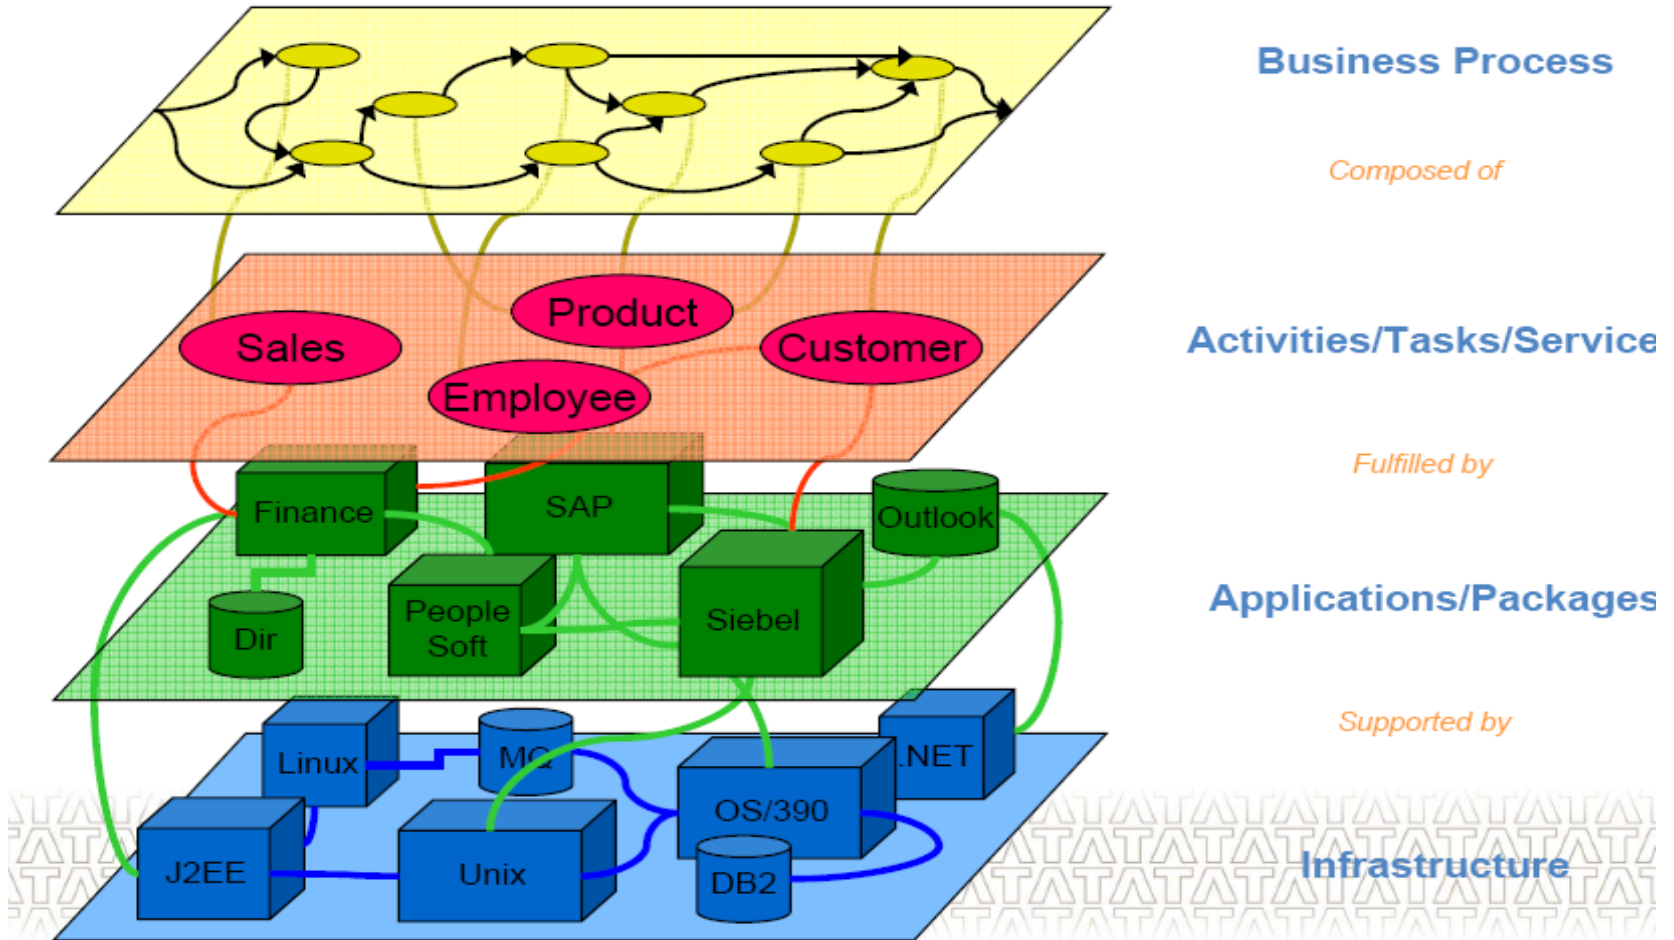 Business Process
Composed of
Product
Sales
Customer
Activities/Tasks/Service
Employee
Fulfilled by
Finance
SAP
Outlook
People
Soft
Siebel
Applications/Packages
Dir
Supported by
Linux
MQ
.NET
OS/390
J2EE
Unix
DB2
Infrastructure